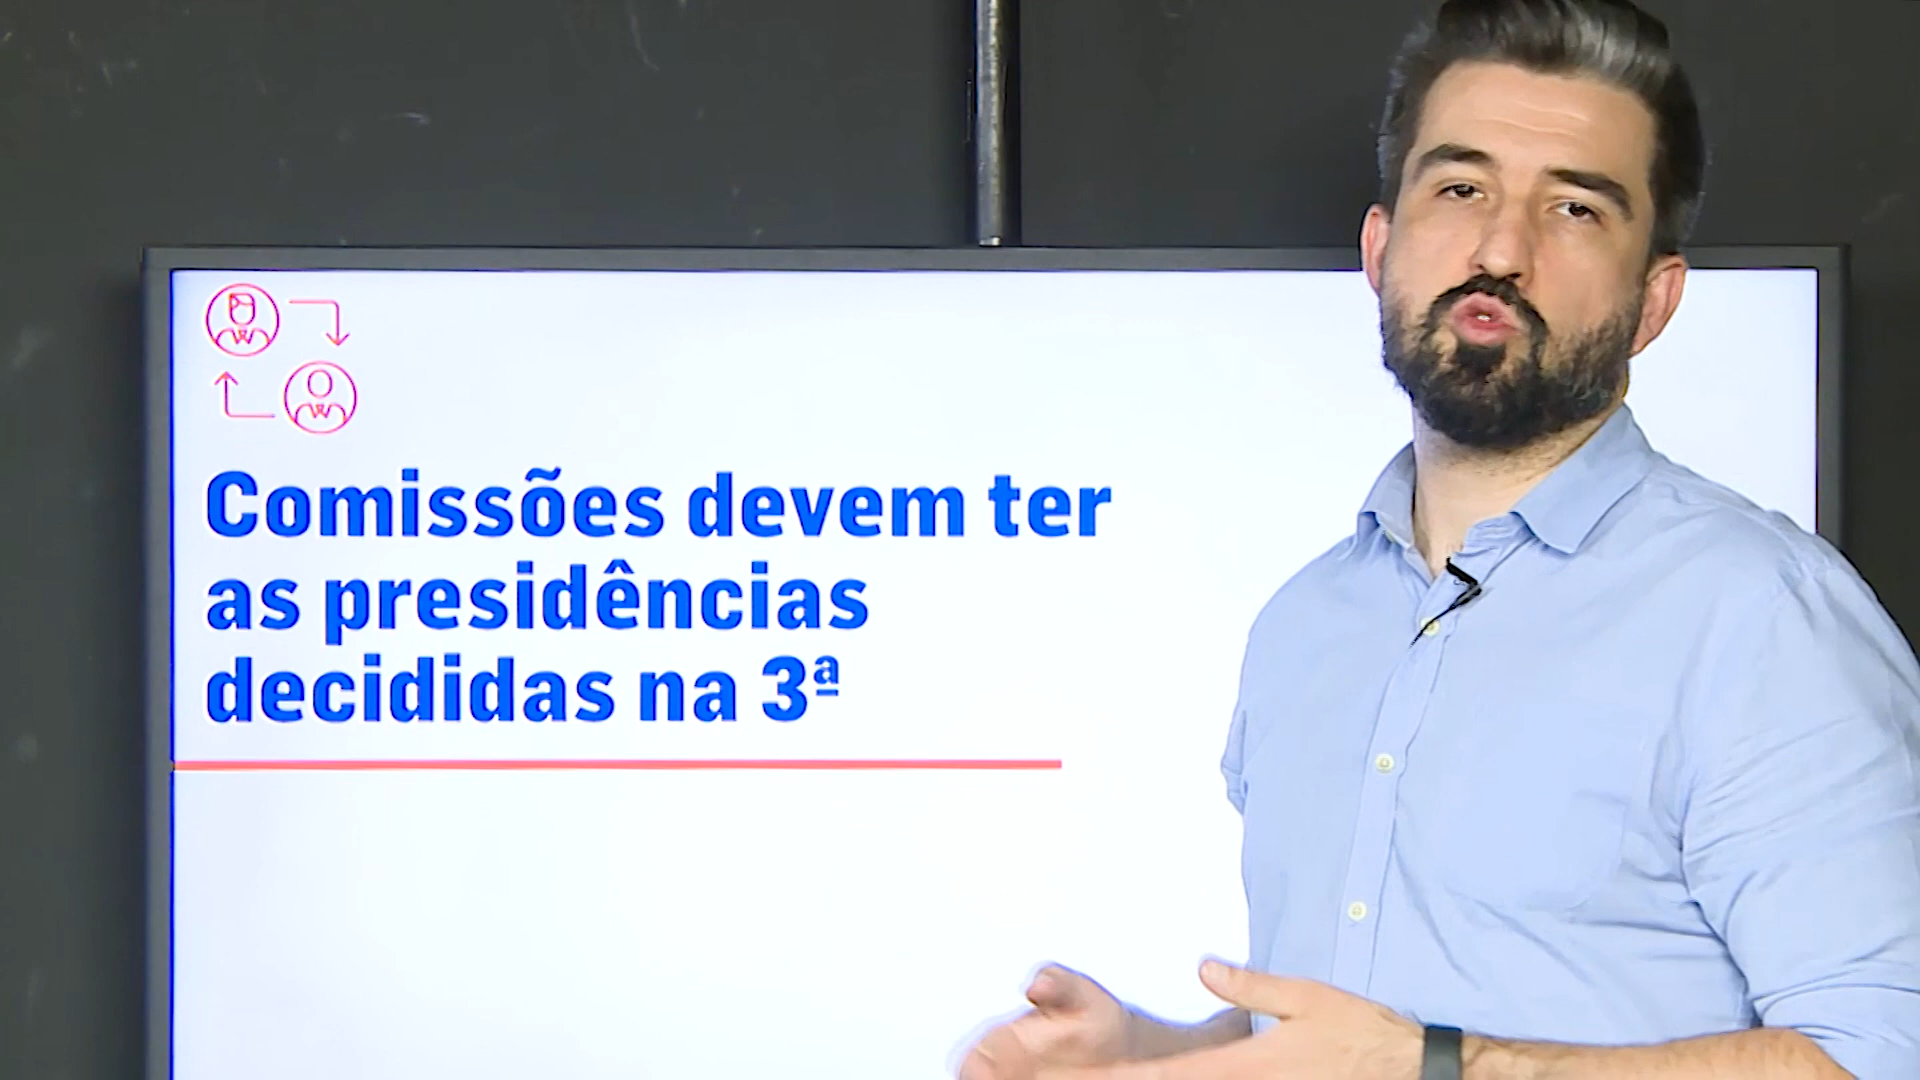 Comissões devem ter
as presidências
decididas na 3ª